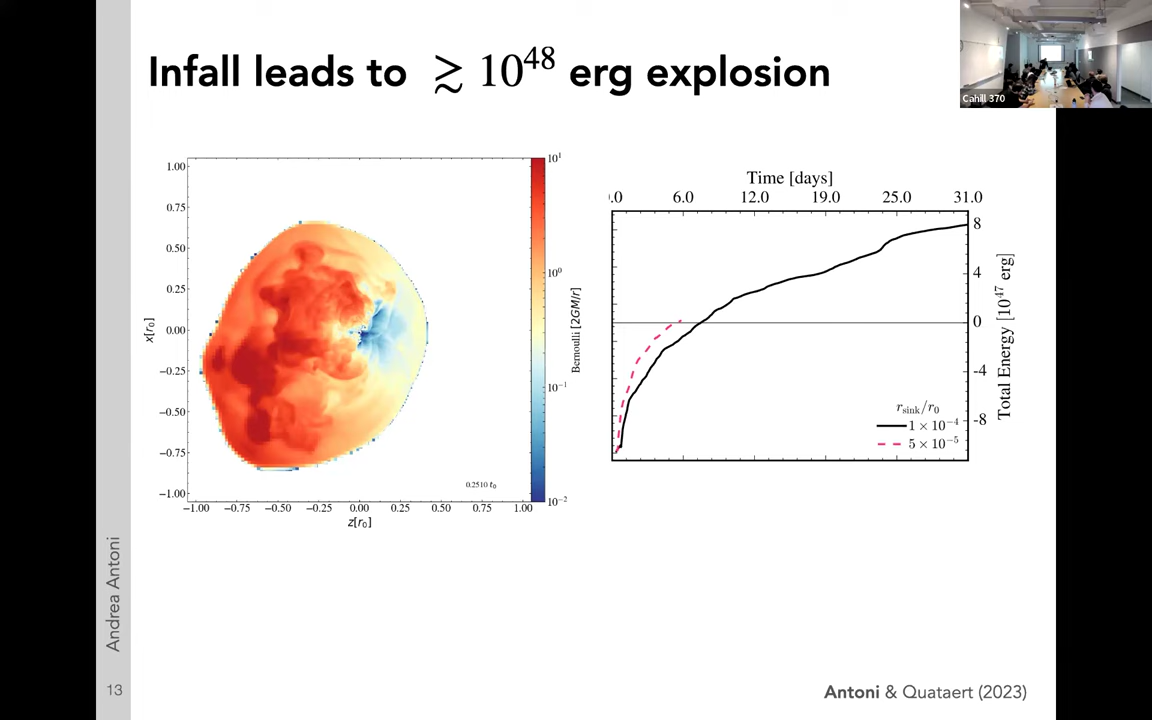 Infall leads to ≳ 10⁴⁸ erg explosion
Cahill 370
1.00
0.75
0.50
0.25
0.00
−0.25
−0.50
−0.75
−1.00
x[r₀]
−1.00 −0.75 −0.50 −0.25 0.00 0.25 0.50 0.75 1.00
z[r₀]
0.2510 t₀
10¹
10⁰
10⁻¹
10⁻²
Bernoulli [2GM/r]
Time [days]
0.0 6.0 12.0 19.0 25.0 31.0
8
4
0
-4
-8
Total Energy [10⁴⁷ erg]
r_sink/r₀
1 × 10⁻⁴
5 × 10⁻⁵
Andrea Antoni
13
Antoni & Quataert (2023)